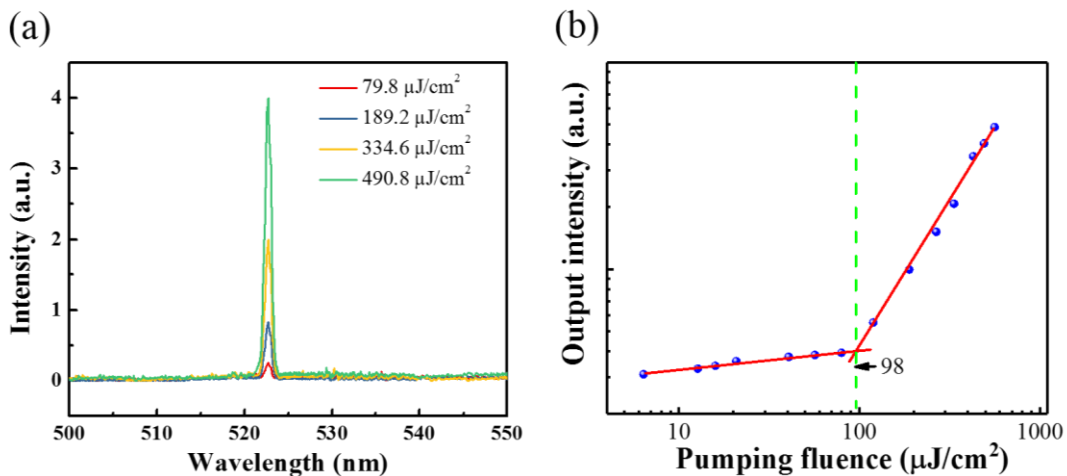 (a)
Intensity (a.u.)
4
3
2
1
0
79.8 µJ/cm²
189.2 µJ/cm²
334.6 µJ/cm²
490.8 µJ/cm²
500 510 520 530 540 550
Wavelength (nm)
(b)
Output intensity (a.u.)
98
10 100 1000
Pumping fluence (µJ/cm²)